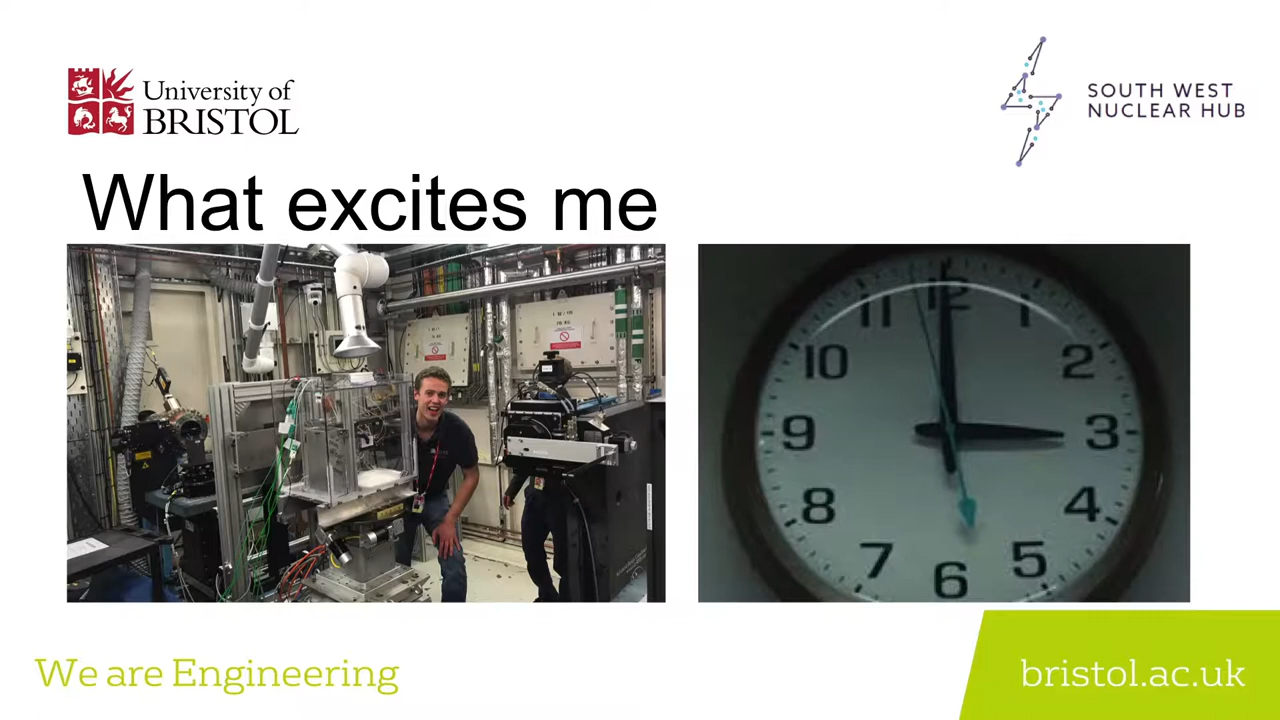 University of
BRISTOL
SOUTH WEST
NUCLEAR HUB
What excites me
12
11
1
10
2
9
3
8
4
7
5
6
We are Engineering
bristol.ac.uk